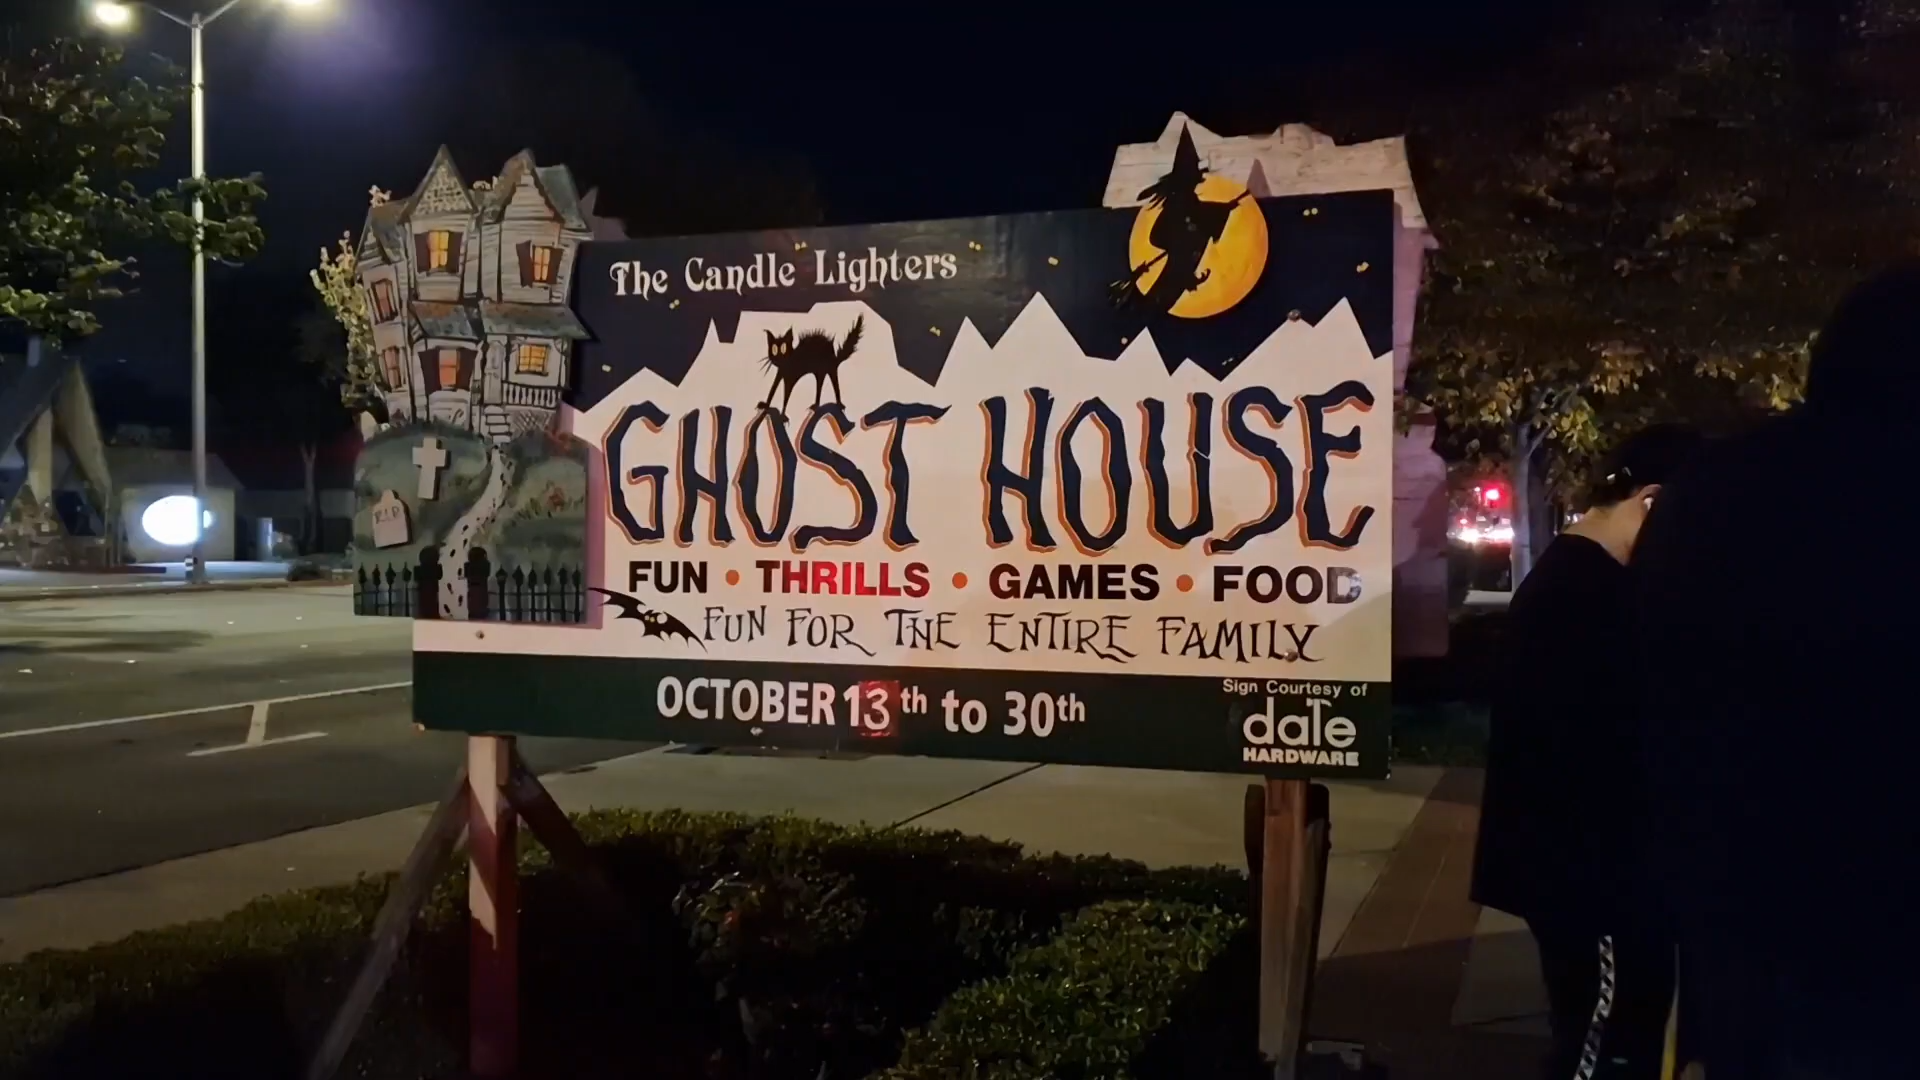 The Candle Lighters
GHOST HOUSE
FUN • THRILLS • GAMES • FOOD
FUN FOR THE ENTIRE FAMILY
OCTOBER 13th to 30th
Sign Courtesy of
dale
HARDWARE
R.I.P